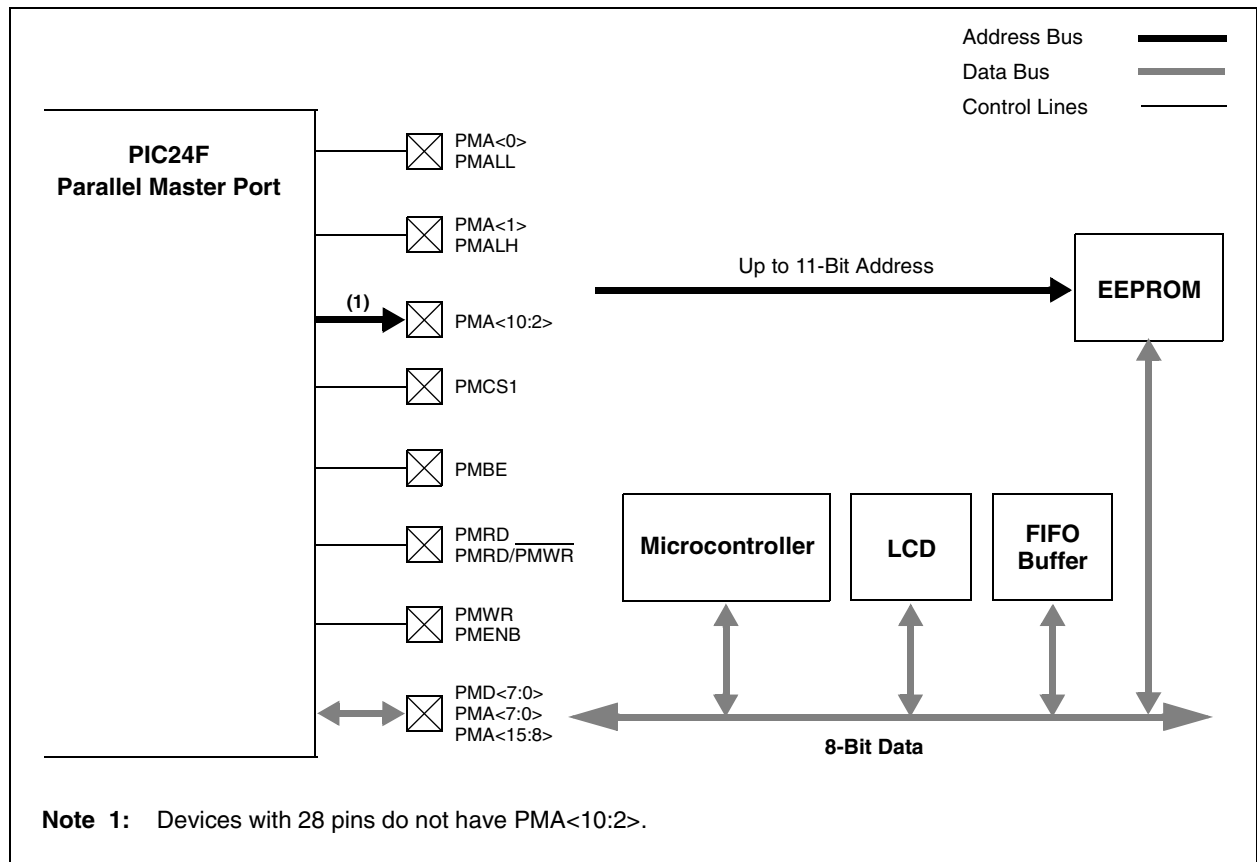 Address Bus
Data Bus
Control Lines
PIC24F
Parallel Master Port
PMA<0>
PMALL
PMA<1>
PMALH
(1)
PMA<10:2>
Up to 11-Bit Address
EEPROM
PMCS1
PMBE
PMRD
PMRD/PMWR
PMWR
PMENB
Microcontroller
LCD
FIFO
Buffer
PMD<7:0>
PMA<7:0>
PMA<15:8>
8-Bit Data
Note 1: Devices with 28 pins do not have PMA<10:2>.